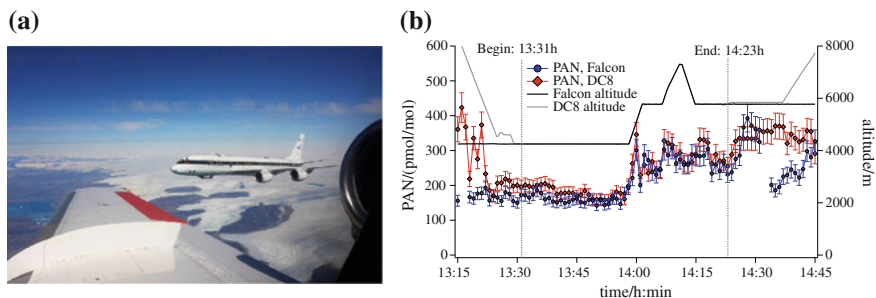 (a)
(b)
Begin: 13:31h
End: 14:23h
PAN, Falcon
PAN, DC8
Falcon altitude
DC8 altitude
PAN/(pmol/mol)
600
500
400
300
200
100
0
8000
6000
4000
2000
0
altitude/m
13:15
13:30
13:45
14:00
14:15
14:30
14:45
time/h:min